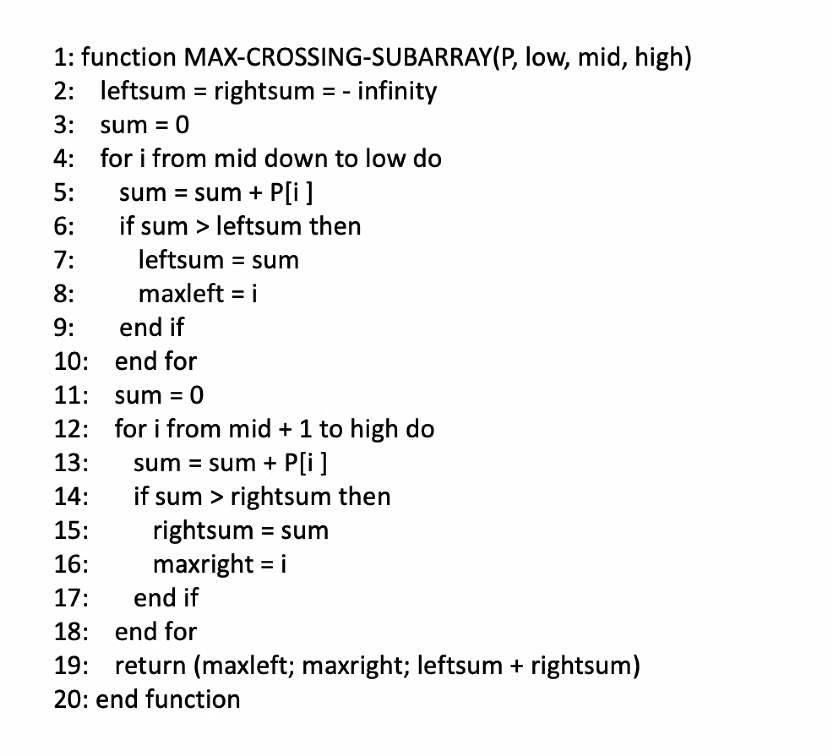 1: function MAX-CROSSING-SUBARRAY(P, low, mid, high)
2: leftsum = rightsum = - infinity
3: sum = 0
4: for i from mid down to low do
5: sum = sum + P[i ]
6: if sum > leftsum then
7: leftsum = sum
8: maxleft = i
9: end if
10: end for
11: sum = 0
12: for i from mid + 1 to high do
13: sum = sum + P[i ]
14: if sum > rightsum then
15: rightsum = sum
16: maxright = i
17: end if
18: end for
19: return (maxleft; maxright; leftsum + rightsum)
20: end function